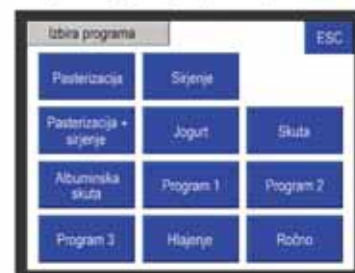 Izbira programa
ESC
Pasterizacija
Sirjenje
Pasterizacija +
sirjenje
Jogurt
Skuta
Albuminska
skuta
Program 1
Program 2
Program 3
Hlajenje
Ročno